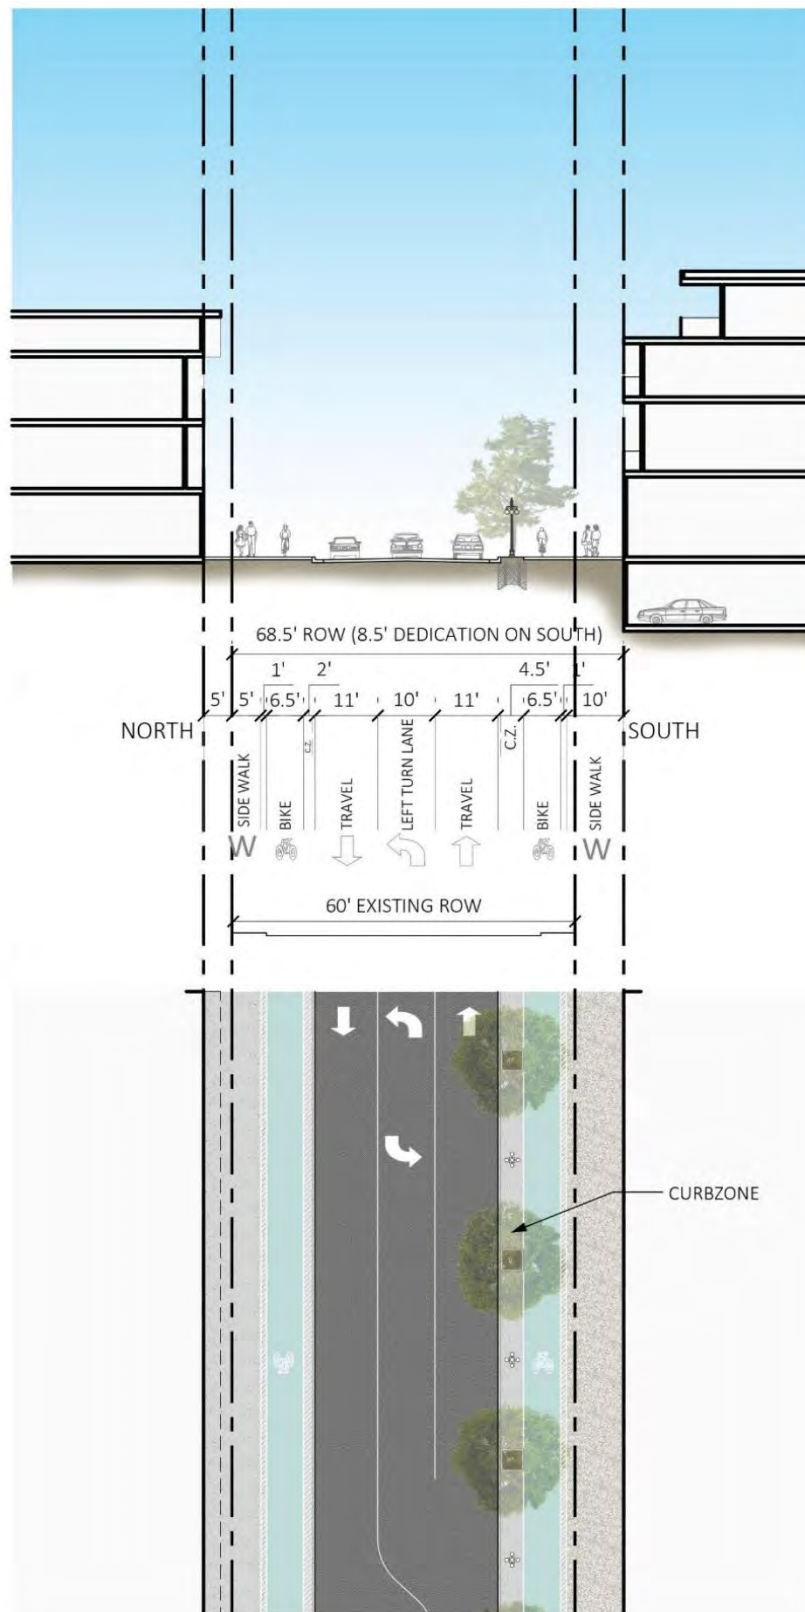 68.5' ROW (8.5' DEDICATION ON SOUTH)
1' 2' 4.5' 1'
5' 5' 6.5' 11' 10' 11' 6.5' 10'
NORTH SOUTH
SIDE WALK
BIKE
C.Z.
TRAVEL
LEFT TURN LANE
TRAVEL
C.Z.
BIKE
SIDE WALK
W W
60' EXISTING ROW
CURBZONE